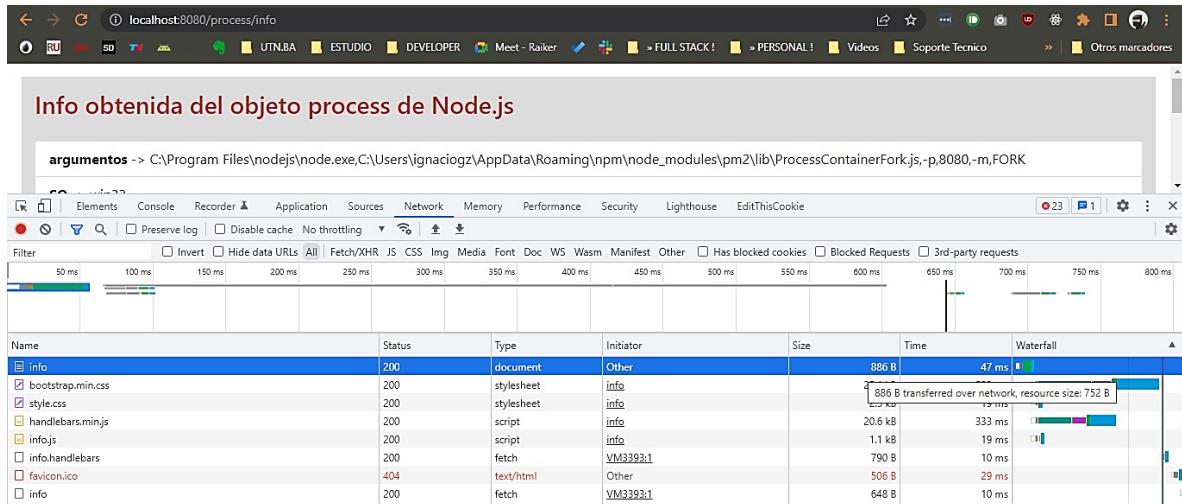 localhost:8080/process/info
RU SD UTN.BA ESTUDIO DEVELOPER Meet - Raiker » FULL STACK ! » PERSONAL ! Videos Soporte Tecnico » Otros marcadores
Info obtenida del objeto process de Node.js
argumentos -> C:\Program Files\nodejs\node.exe,C:\Users\ignaciogz\AppData\Roaming\npm\node_modules\pm2\lib\ProcessContainerFork.js,-p,8080,-m,FORK
Elements Console Recorder Application Sources Network Memory Performance Security Lighthouse EditThisCookie 23 1
Preserve log Disable cache No throttling
Filter Invert Hide data URLs All Fetch/XHR JS CSS Img Media Font Doc WS Wasm Manifest Other Has blocked cookies Blocked Requests 3rd-party requests
50 ms 100 ms 150 ms 200 ms 250 ms 300 ms 350 ms 400 ms 450 ms 500 ms 550 ms 600 ms 650 ms 700 ms 750 ms 800 ms
Name Status Type Initiator Size Time Waterfall
info 200 document Other 886 B 47 ms
bootstrap.min.css 200 stylesheet info
886 B transferred over network, resource size: 752 B
style.css 200 stylesheet info
handlebars.min.js 200 script info 20.6 kB 333 ms
info.js 200 script info 1.1 kB 19 ms
info.handlebars 200 fetch VM3393:1 790 B 10 ms
favicon.ico 404 text/html Other 506 B 29 ms
info 200 fetch VM3393:1 648 B 10 ms